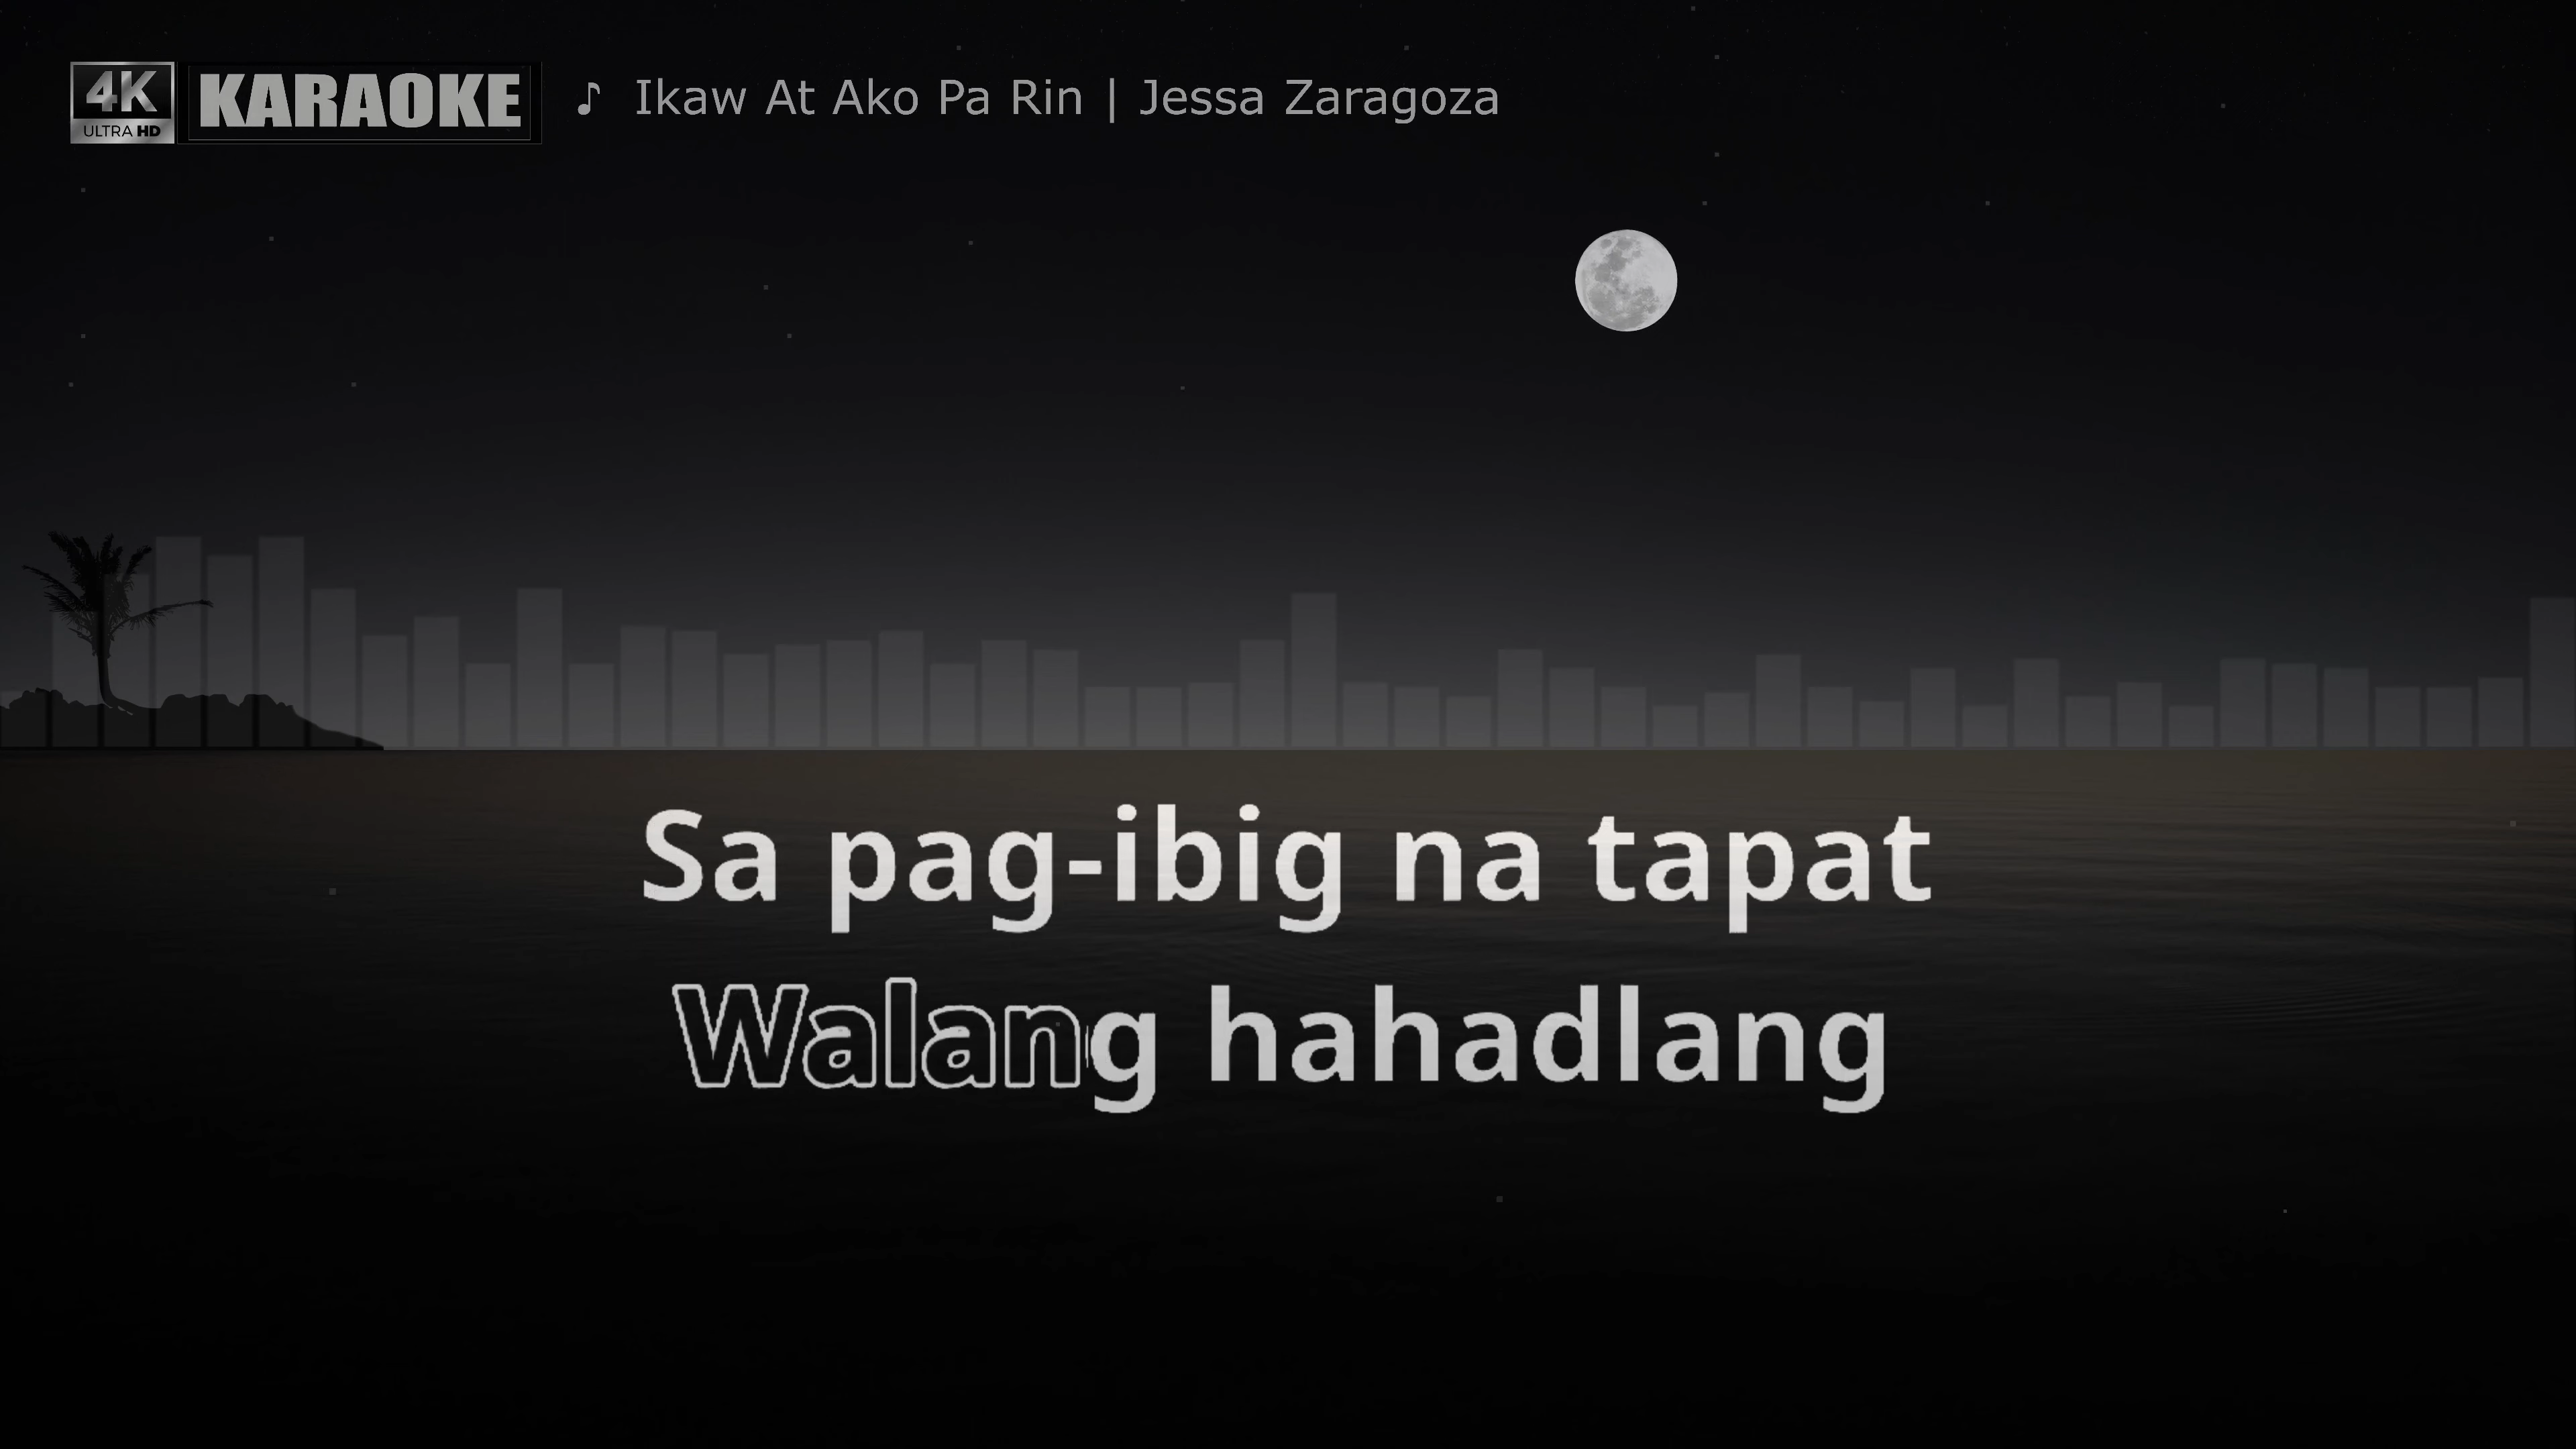 4K ULTRA HD KARAOKE ♪ Ikaw At Ako Pa Rin | Jessa Zaragoza
Sa pag-ibig na tapat
Walang hahadlang